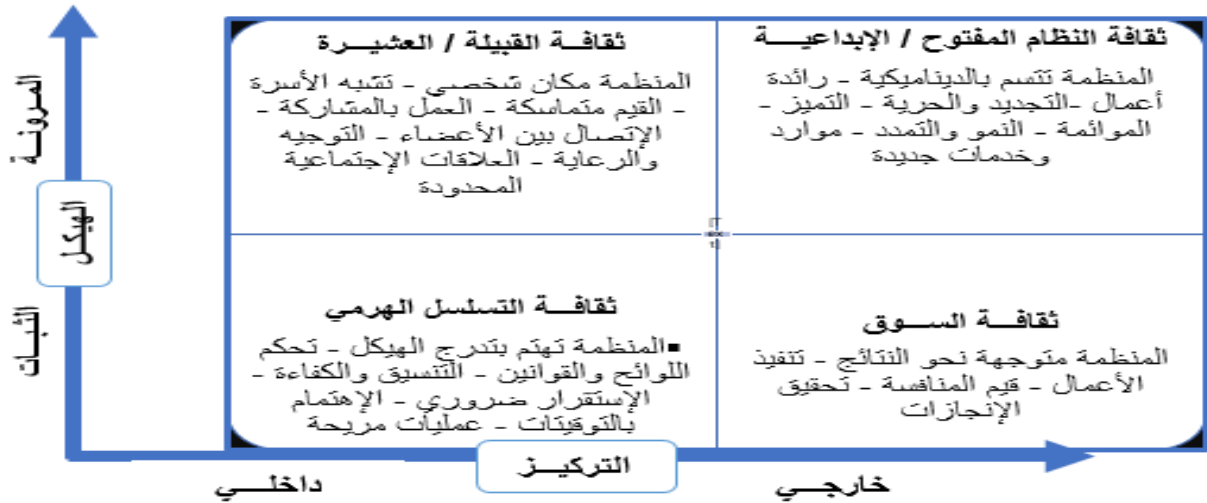 ثقافة النظام المفتوح / الإبداعية
المنظمة تتسم بالديناميكية - رائدة
أعمال -التجديد والحرية - التميز -
الموائمة - النمو والتمدد - موارد
وخدمات جديدة
ثقافة القبيلة / العشيرة
المنظمة مكان شخصي - تشبه الأسرة
- القيم متماسكة - العمل بالمشاركة -
الإتصال بين الأعضاء - التوجيه
والرعاية - العلاقات الإجتماعية
المحدودة
المرونة
الهيكل
الثبات
ثقافة السوق
المنظمة متوجهة نحو النتائج - تنفيذ
الأعمال - قيم المنافسة - تحقيق
الإنجازات
ثقافة التسلسل الهرمي
▪المنظمة تهتم بتدرج الهيكل - تحكم
اللوائح والقوانين - التنسيق والكفاءة -
الإستقرار ضروري - الإهتمام
بالتوقيتات - عمليات مريحة
خارجي
التركيز
داخلي